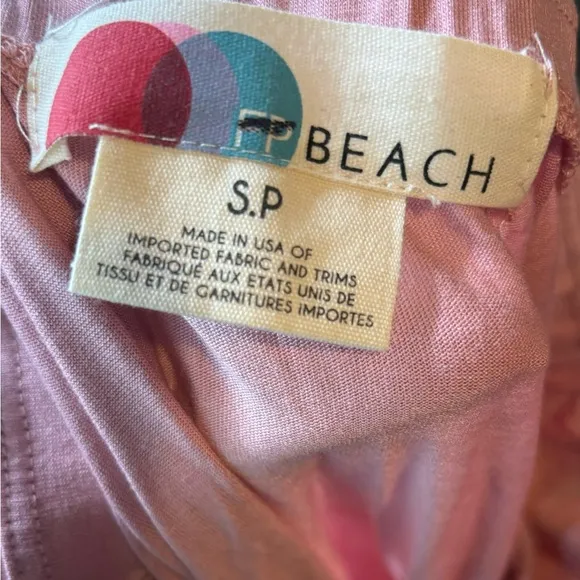 FP BEACH
S.P
MADE IN USA OF
IMPORTED FABRIC AND TRIMS
FABRIQUÉ AUX ETATS UNIS DE
TISSU ET DE GARNITURES IMPORTES